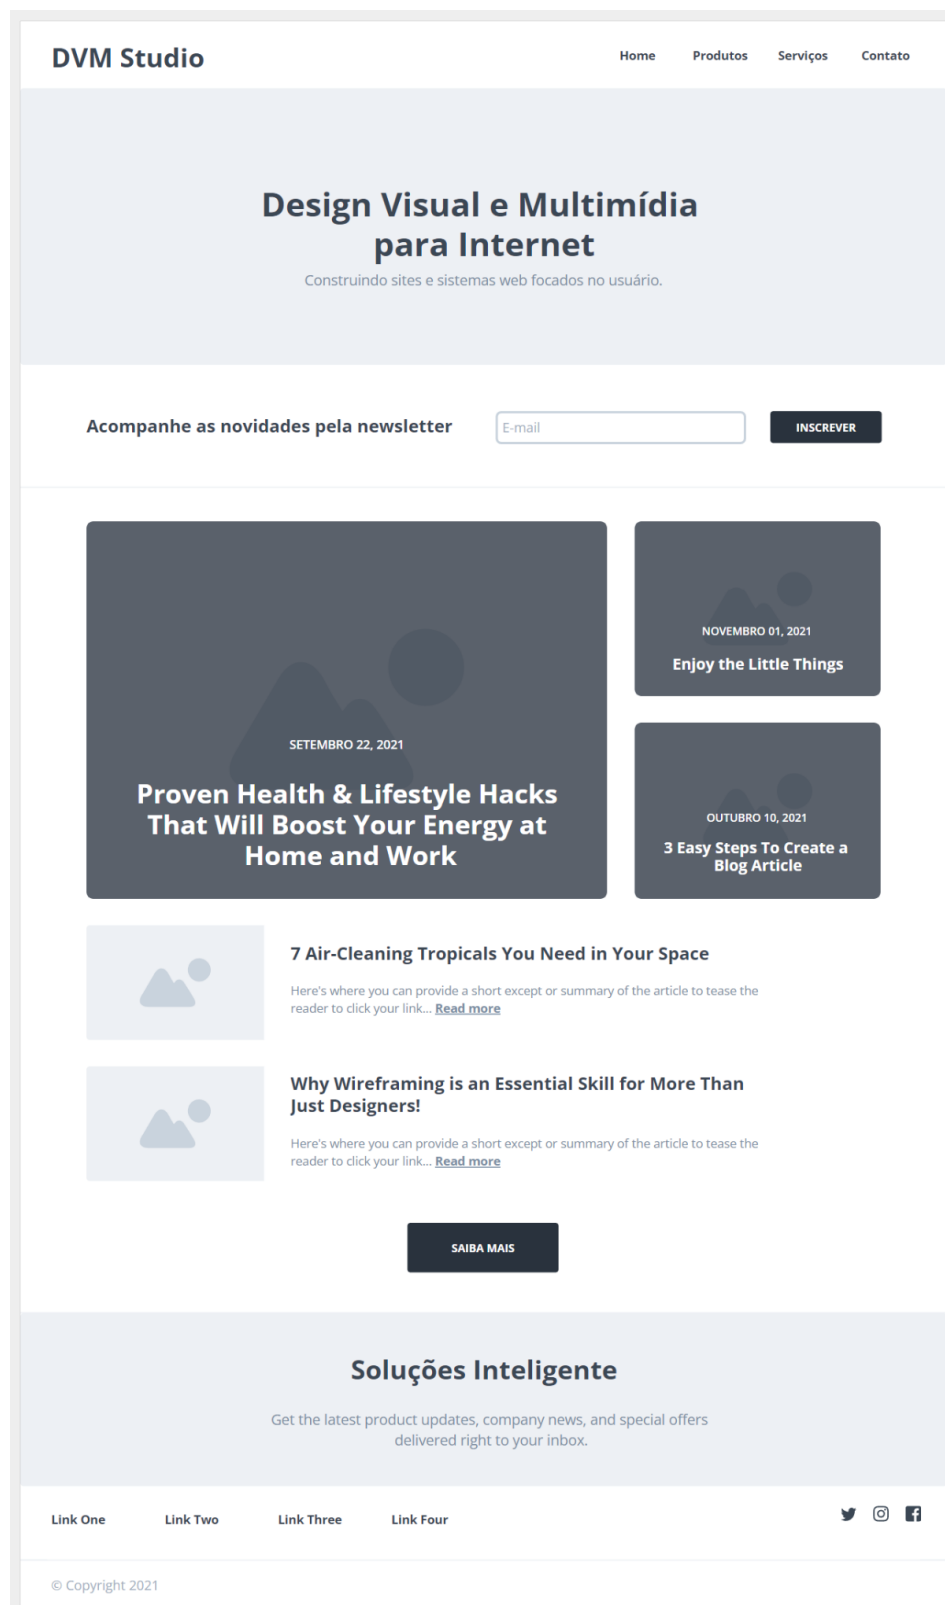 DVM Studio
Home Produtos Serviços Contato
Design Visual e Multimídia
para Internet
Construindo sites e sistemas web focados no usuário.
Acompanhe as novidades pela newsletter
E-mail
INSCREVER
SETEMBRO 22, 2021
Proven Health & Lifestyle Hacks
That Will Boost Your Energy at
Home and Work
NOVEMBRO 01, 2021
Enjoy the Little Things
OUTUBRO 10, 2021
3 Easy Steps To Create a
Blog Article
7 Air-Cleaning Tropicals You Need in Your Space
Here's where you can provide a short except or summary of the article to tease the
reader to click your link... Read more
Why Wireframing is an Essential Skill for More Than
Just Designers!
Here's where you can provide a short except or summary of the article to tease the
reader to click your link... Read more
SAIBA MAIS
Soluções Inteligente
Get the latest product updates, company news, and special offers
delivered right to your inbox.
Link One Link Two Link Three Link Four
© Copyright 2021